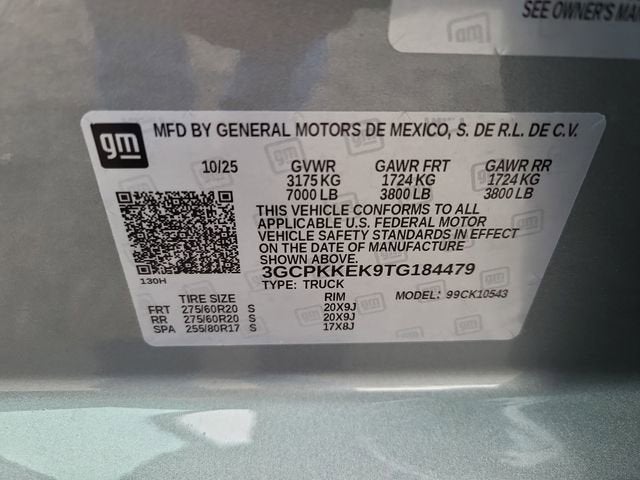 SEE OWNER'S MAN
gm
MFD BY GENERAL MOTORS DE MEXICO, S. DE R.L. DE C.V.
10/25 GVWR GAWR FRT GAWR RR
3175 KG 1724 KG 1724 KG
7000 LB 3800 LB 3800 LB
THIS VEHICLE CONFORMS TO ALL
APPLICABLE U.S. FEDERAL MOTOR
VEHICLE SAFETY STANDARDS IN EFFECT
ON THE DATE OF MANUFACTURE
SHOWN ABOVE.
3GCPKKEK9TG184479
130H
TYPE: TRUCK
TIRE SIZE RIM MODEL: 99CK10543
FRT 275/60R20 S 20X9J
RR 275/60R20 S 20X9J
SPA 255/80R17 S 17X8J